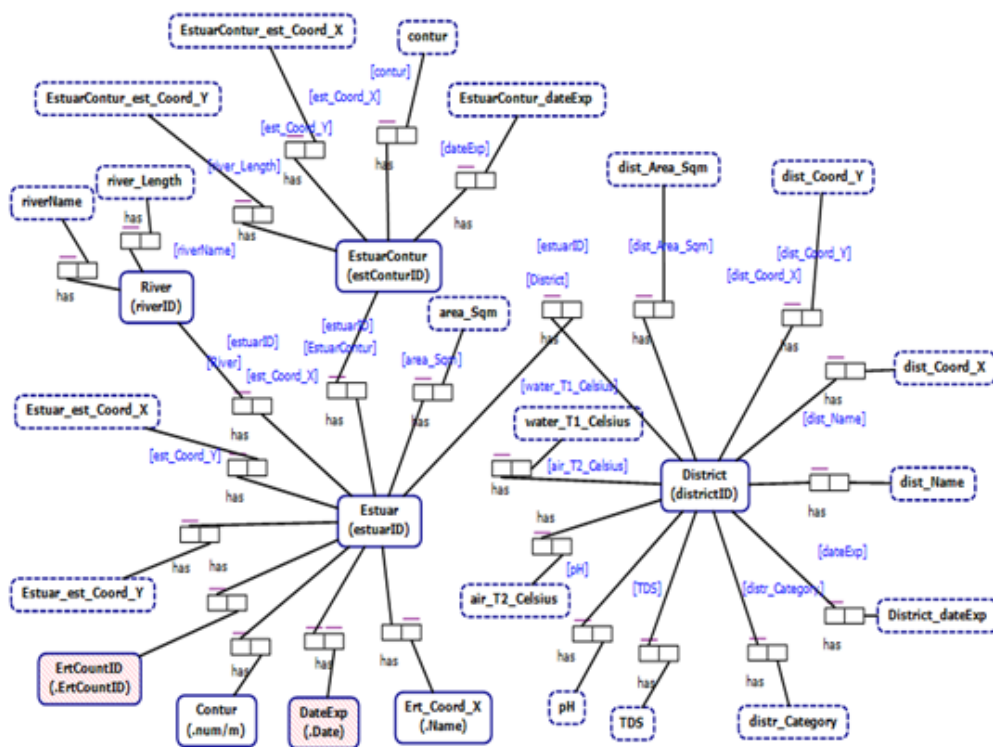 EstuarContur_est_Coord_X
contur
[contur]
EstuarContur_est_Coord_Y
[est_Coord_X]
EstuarContur_dateExp
[est_Coord_Y]
has
[dateExp]
has
[river_Length]
has
river_Length
riverName
has
has
[riverName]
River
(riverID)
EstuarContur
(estConturID)
dist_Area_Sqm
dist_Coord_Y
[estuarID]
[dist_Area_Sqm]
[dist_Coord_Y]
[dist_Coord_X]
[District]
has
has
has
area_Sqm
[estuarID]
[EstuarContur]
[estuarID]
[River]
[est_Coord_X]
[area_Sqm]
has
has
has
dist_Coord_X
has
[dist_Name]
Estuar_est_Coord_X
[est_Coord_Y]
has
[water_T1_Celsius]
water_T1_Celsius
[air_T2_Celsius]
has
District
(districtID)
dist_Name
has
Estuar
(estuarID)
has
has
Estuar_est_Coord_Y
has
[pH]
air_T2_Celsius
[TDS]
[distr_Category]
[dateExp]
District_dateExp
has
ErtCountID
(.ErtCountID)
has
has
has
Contur
(.num/m)
DateExp
(.Date)
Ert_Coord_X
(.Name)
has
has
has
pH
TDS
distr_Category